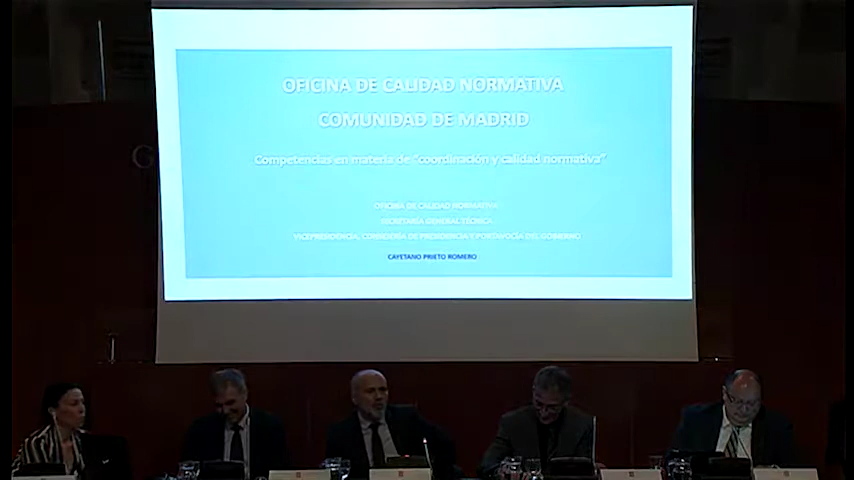 OFICINA DE CALIDAD NORMATIVA
COMUNIDAD DE MADRID
Competencias en materia de "coordinación y calidad normativa"
OFICINA DE CALIDAD NORMATIVA
SECRETARÍA GENERAL TÉCNICA
VICEPRESIDENCIA, CONSEJERÍA DE PRESIDENCIA Y PORTAVOCÍA DEL GOBIERNO
CAYETANO PRIETO ROMERO